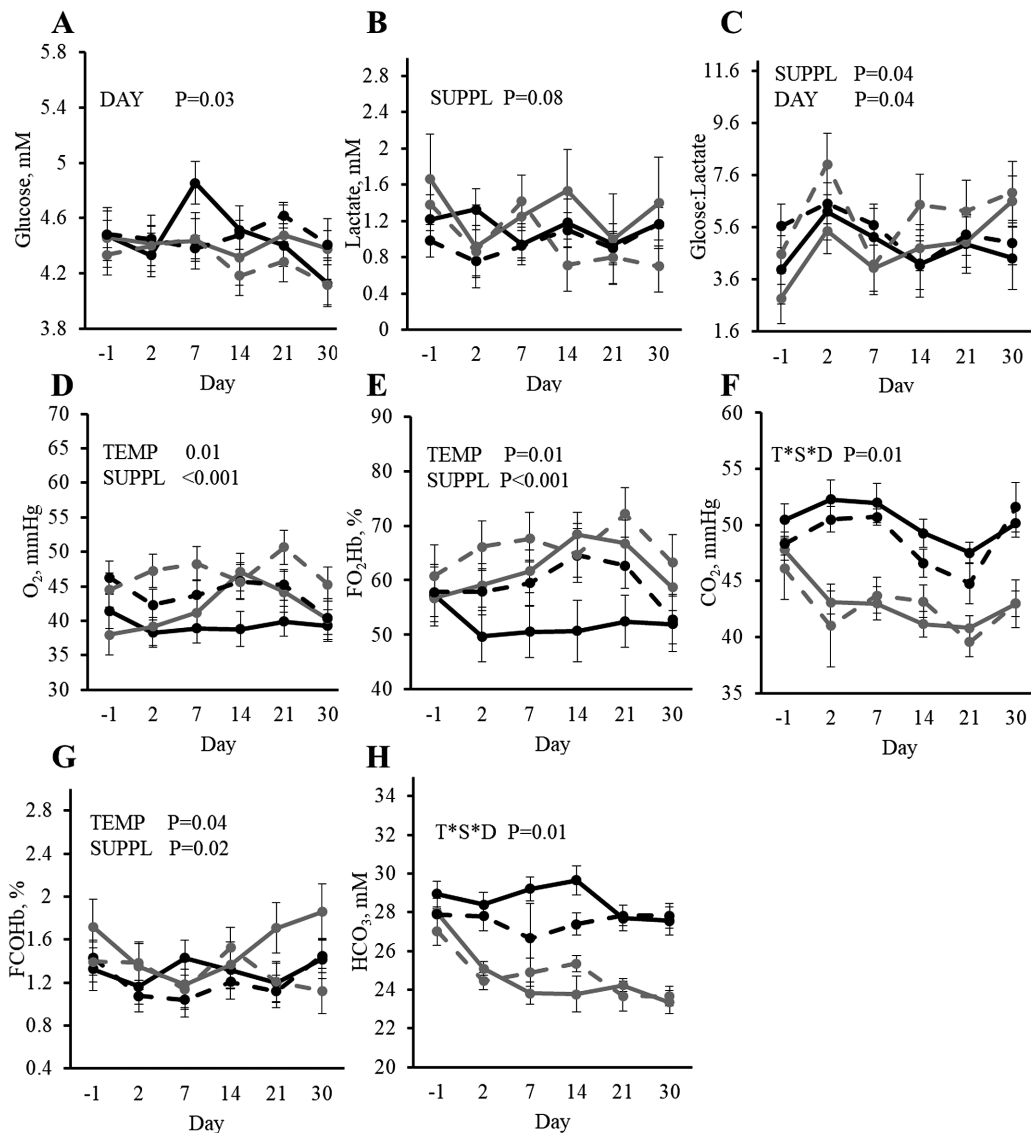 A
5.8
5.4
5
4.6
4.2
3.8
Glucose, mM
DAY P=0.03
-1 2 7 14 21 30
Day
B
2.8
2.4
2
1.6
1.2
0.8
0.4
0
Lactate, mM
SUPPL P=0.08
-1 2 7 14 21 30
Day
C
11.6
9.6
7.6
5.6
3.6
1.6
Glcose:Lactate
SUPPL P=0.04
DAY P=0.04
-1 2 7 14 21 30
Day
D
70
65
60
55
50
45
40
35
30
O2, mmHg
TEMP 0.01
SUPPL <0.001
-1 2 7 14 21 30
Day
E
90
80
70
60
50
40
FO2Hb, %
TEMP P=0.01
SUPPL P<0.001
-1 2 7 14 21 30
Day
F
60
55
50
45
40
35
CO2, mmHg
T*S*D P=0.01
-1 2 7 14 21 30
Day
G
2.8
2.4
2
1.6
1.2
0.8
0.4
FCOHb, %
TEMP P=0.04
SUPPL P=0.02
-1 2 7 14 21 30
Day
H
34
32
30
28
26
24
22
20
HCO3, mM
T*S*D P=0.01
-1 2 7 14 21 30
Day